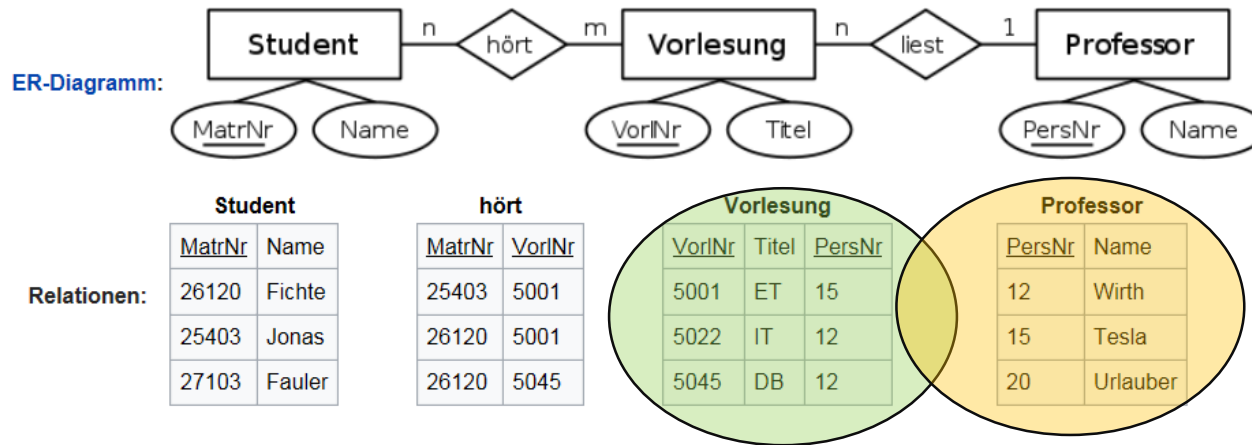 n m n 1
Student hört Vorlesung liest Professor
ER-Diagramm:
MatrNr Name VorlNr Titel PersNr Name
Student hört Vorlesung Professor
MatrNr Name MatrNr VorlNr VorlNr Titel PersNr PersNr Name
Relationen: 26120 Fichte 25403 5001 5001 ET 15 12 Wirth
25403 Jonas 26120 5001 5022 IT 12 15 Tesla
27103 Fauler 26120 5045 5045 DB 12 20 Urlauber